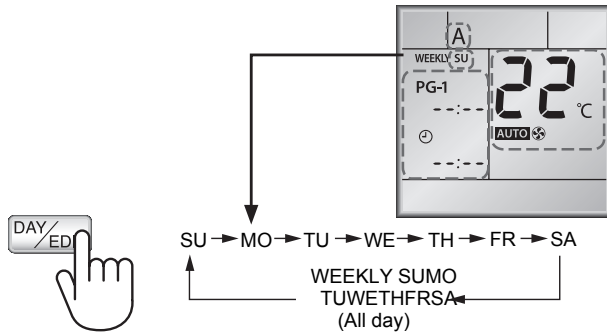 A
WEEKLY SU
PG-1
22 °C
--:--
AUTO
--:--
DAY/EDI
SU MO TU WE TH FR SA
WEEKLY SUMO
TUWETHFRSA
(All day)